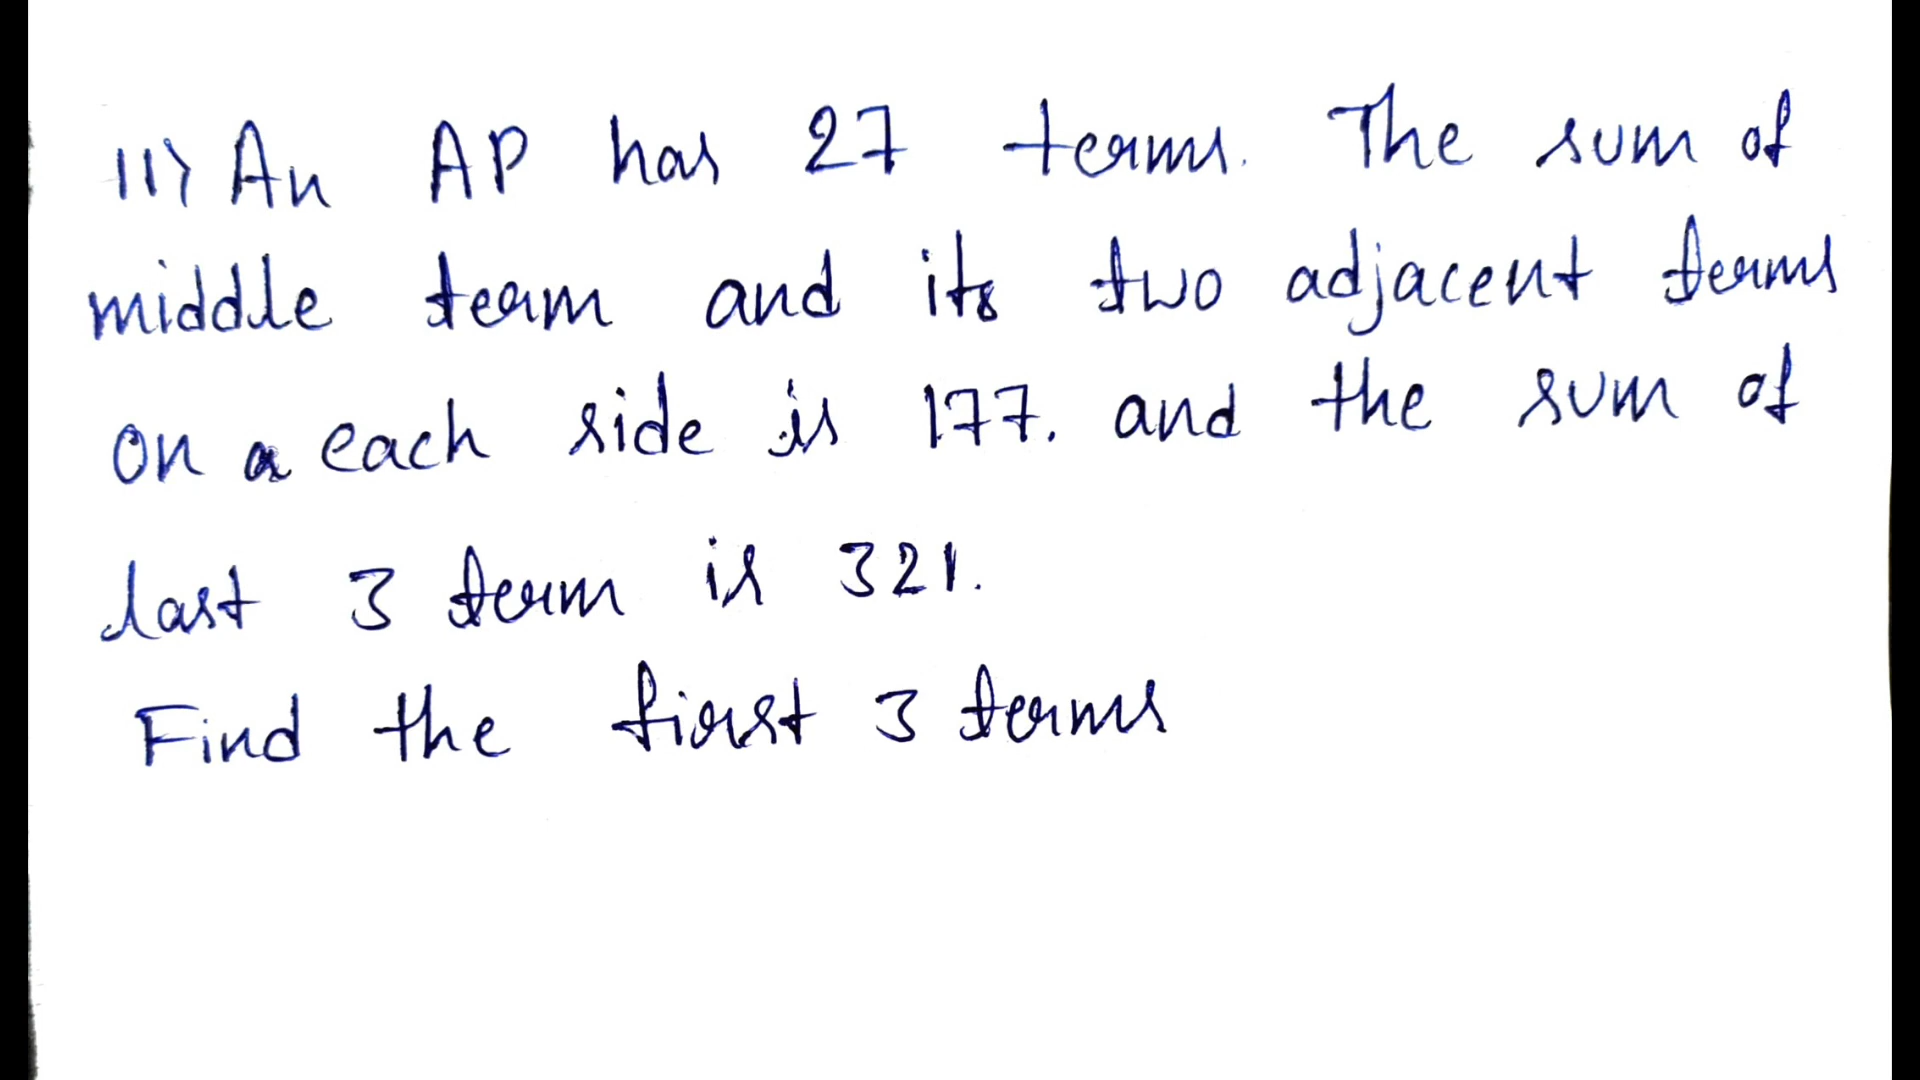 11) An AP has 27 terms. The sum of
middle term and its two adjacent terms
on a each side is 177. and the sum of
last 3 term is 321.
Find the first 3 terms